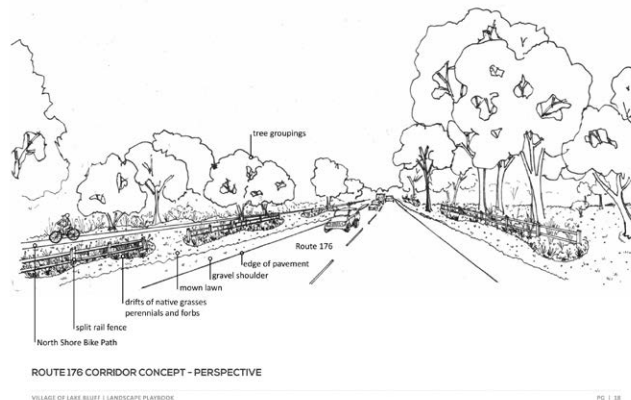 tree groupings
Route 176
edge of pavement
gravel shoulder
mown lawn
drifts of native grasses
perennials and forbs
split rail fence
North Shore Bike Path
ROUTE 176 CORRIDOR CONCEPT - PERSPECTIVE
VILLAGE OF LAKE BLUFF | LANDSCAPE PLAYBOOK
PG | 38